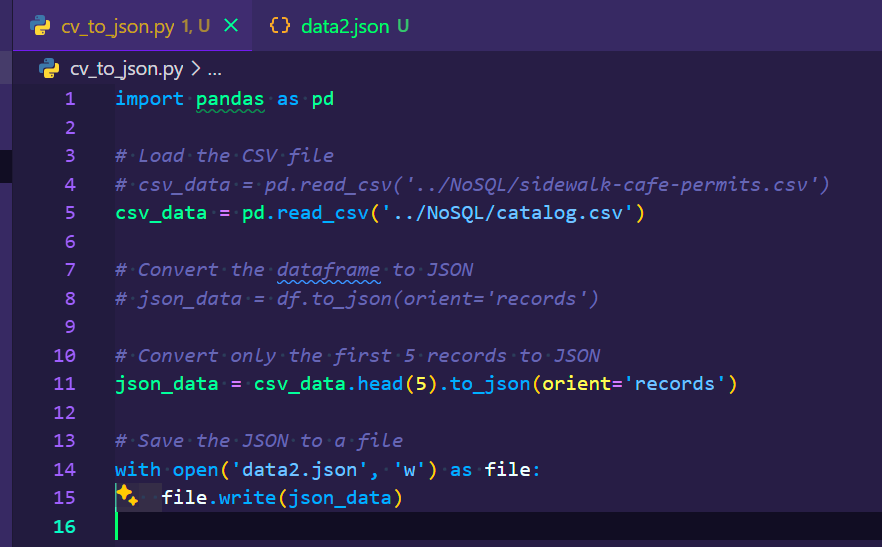 cv_to_json.py 1, U
data2.json U
cv_to_json.py > ...
1 import pandas as pd
2
3 # Load the CSV file
4 # csv_data = pd.read_csv('../NoSQL/sidewalk-cafe-permits.csv')
5 csv_data = pd.read_csv('../NoSQL/catalog.csv')
6
7 # Convert the dataframe to JSON
8 # json_data = df.to_json(orient='records')
9
10 # Convert only the first 5 records to JSON
11 json_data = csv_data.head(5).to_json(orient='records')
12
13 # Save the JSON to a file
14 with open('data2.json', 'w') as file:
15 file.write(json_data)
16